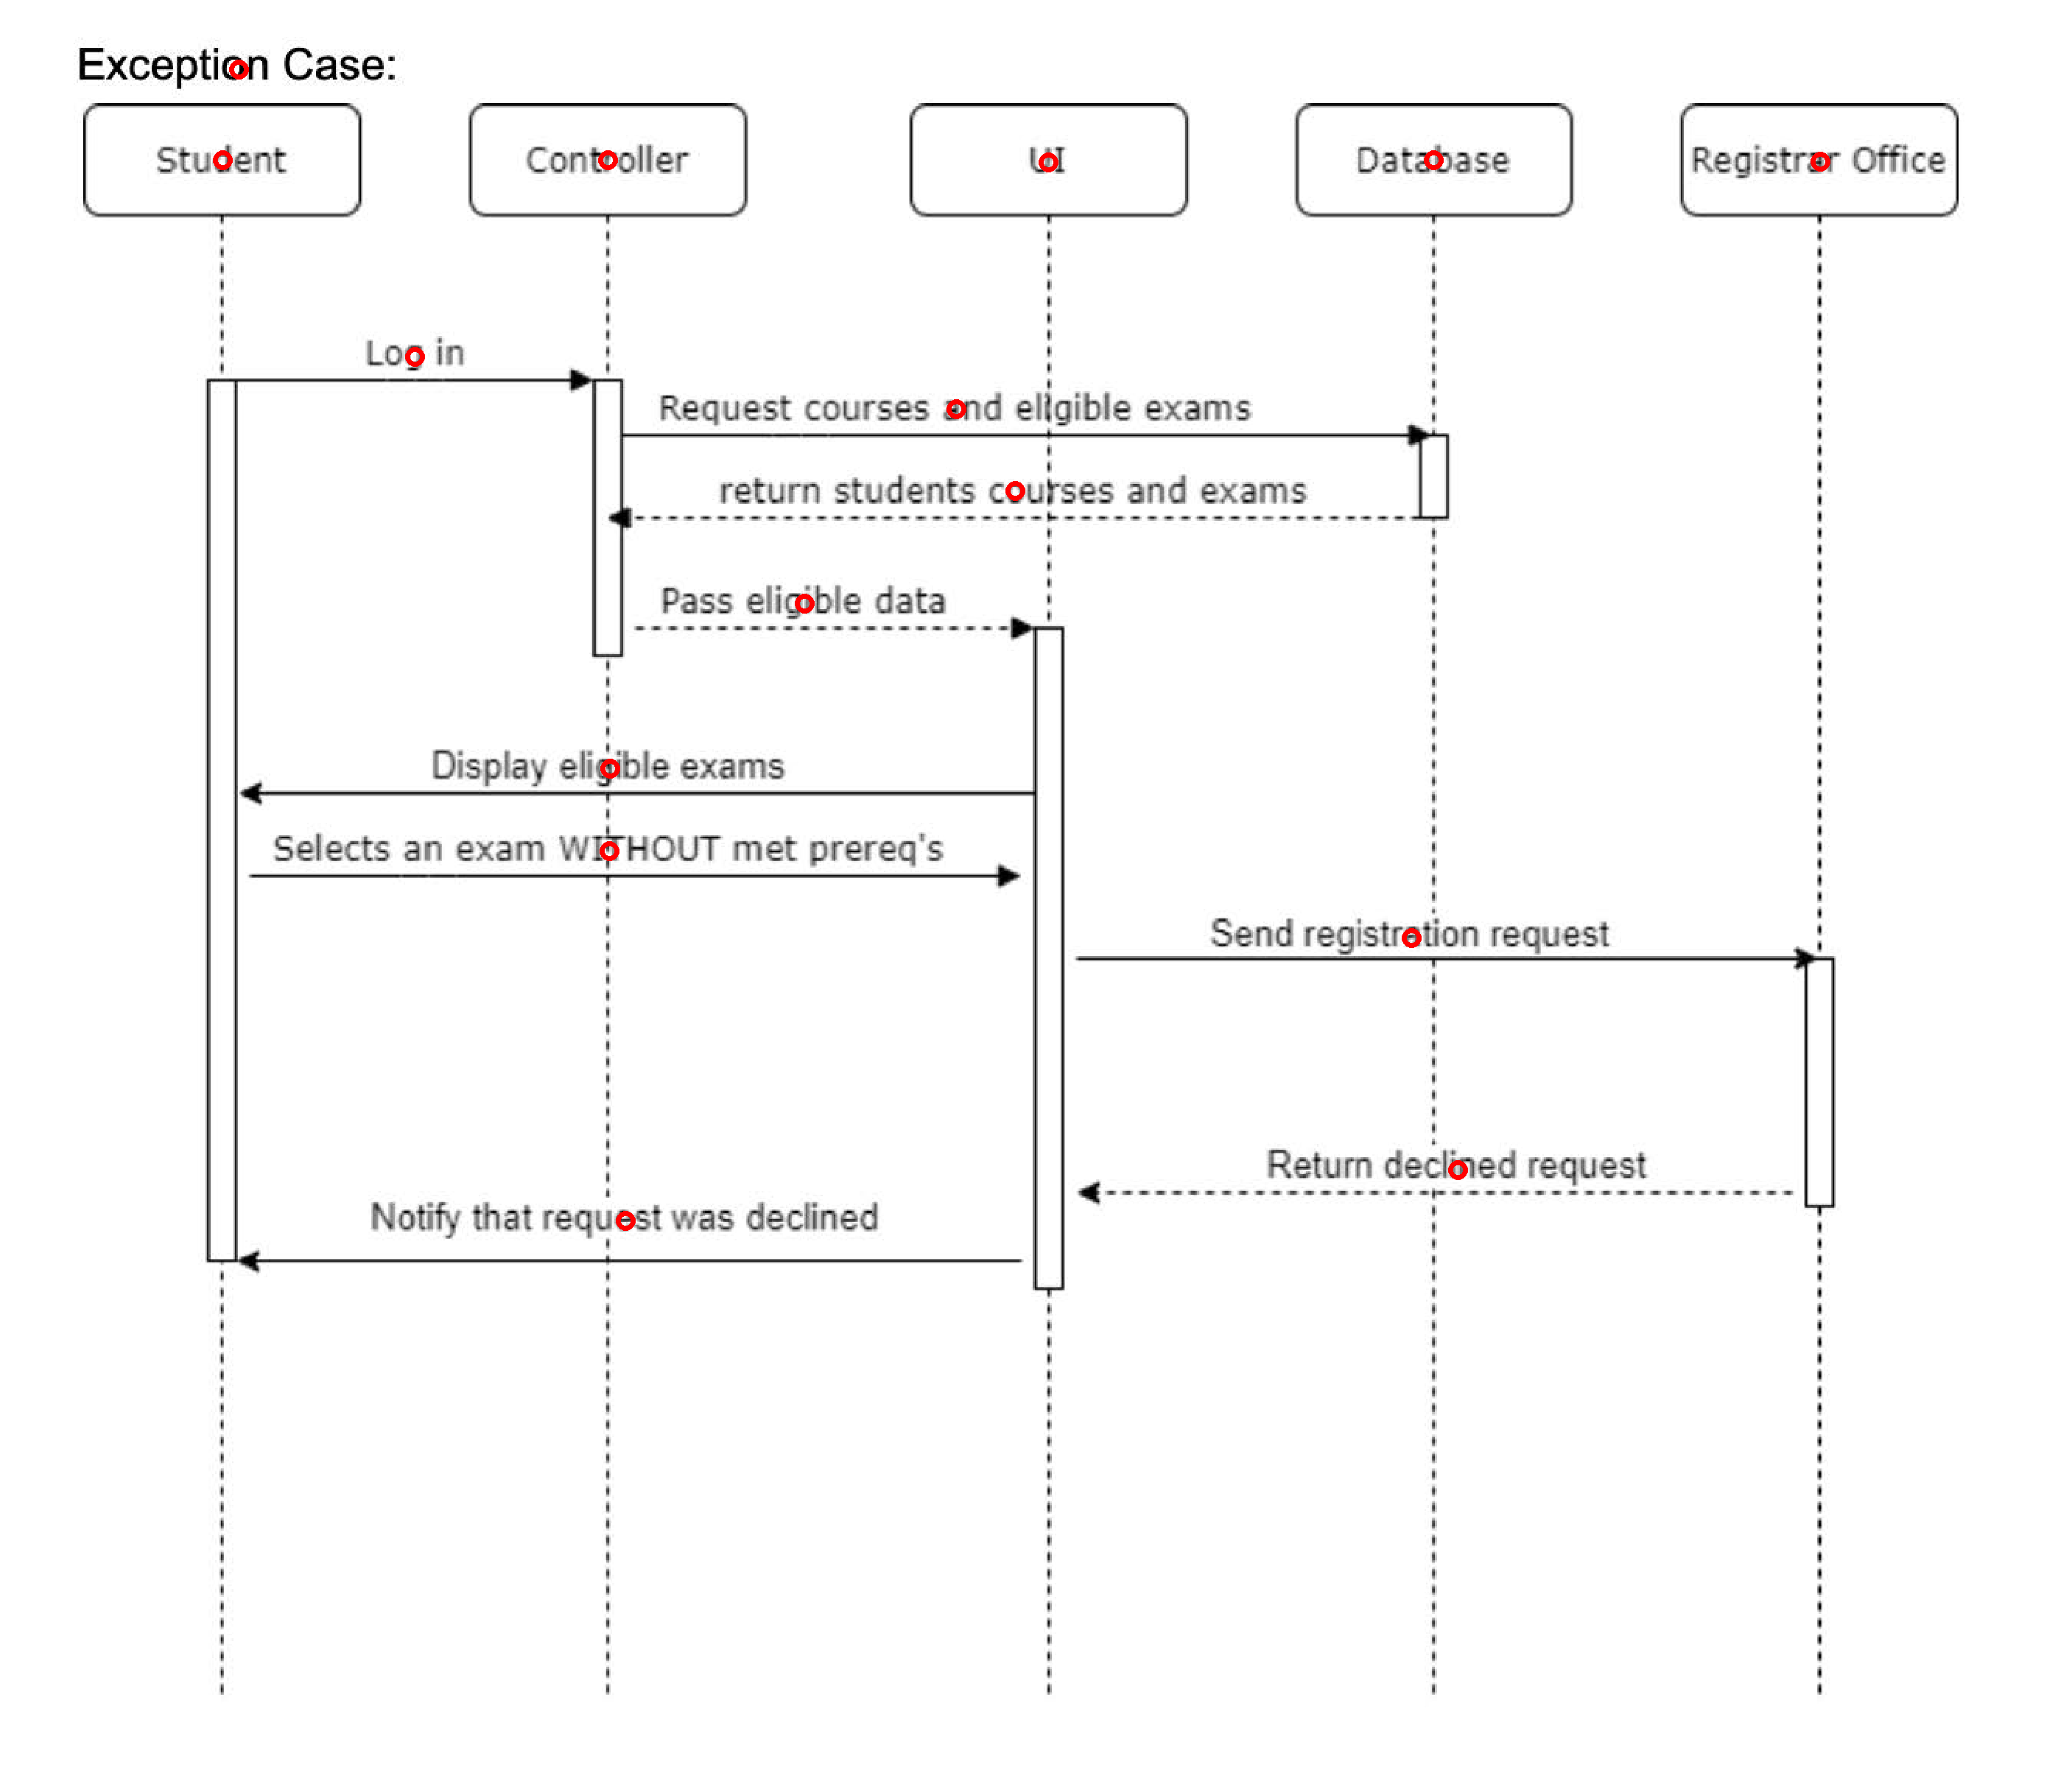 Exception Case:
Student
Controller
UI
Database
Registrar Office
Log in
Request courses and eligible exams
return students courses and exams
Pass eligible data
Display eligible exams
Selects an exam WITHOUT met prereq's
Send registration request
Return declined request
Notify that request was declined